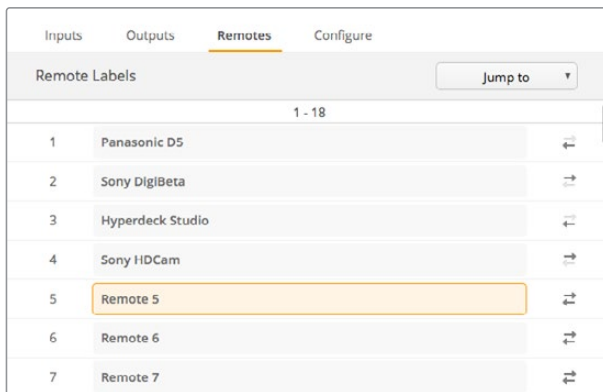 Inputs Outputs Remotes Configure
Remote Labels Jump to
1 - 18
1 Panasonic D5
2 Sony DigiBeta
3 Hyperdeck Studio
4 Sony HDCam
5 Remote 5
6 Remote 6
7 Remote 7